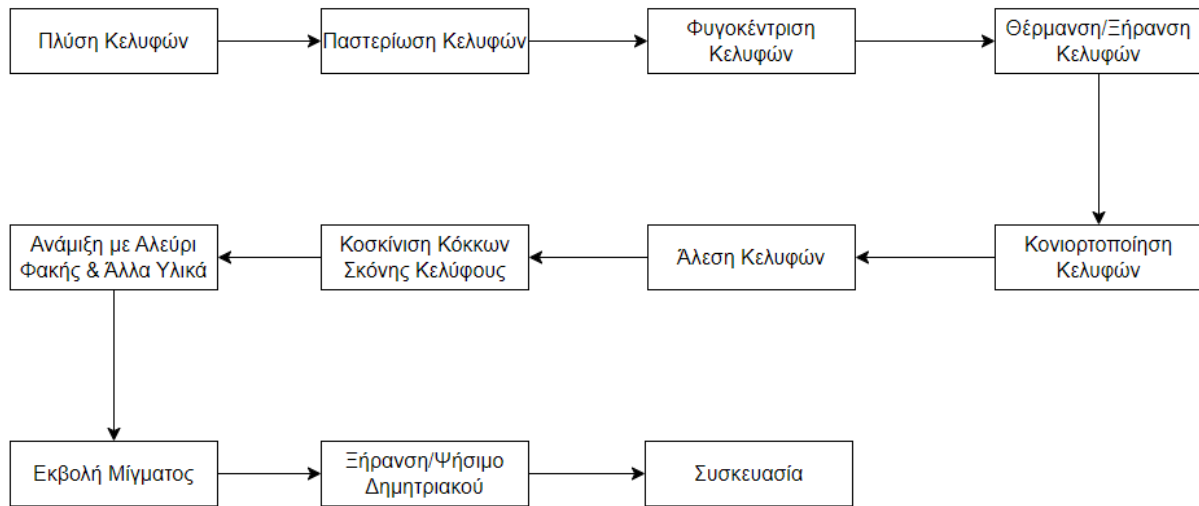 Πλύση Κελυφών
Παστερίωση Κελυφών
Φυγοκέντριση
Κελυφών
Θέρμανση/Ξήρανση
Κελυφών
Κονιορτοποίηση
Κελυφών
Άλεση Κελυφών
Κοσκίνιση Κόκκων
Σκόνης Κελύφους
Ανάμιξη με Αλεύρι
Φακής & Άλλα Υλικά
Εκβολή Μίγματος
Ξήρανση/Ψήσιμο
Δημητριακού
Συσκευασία